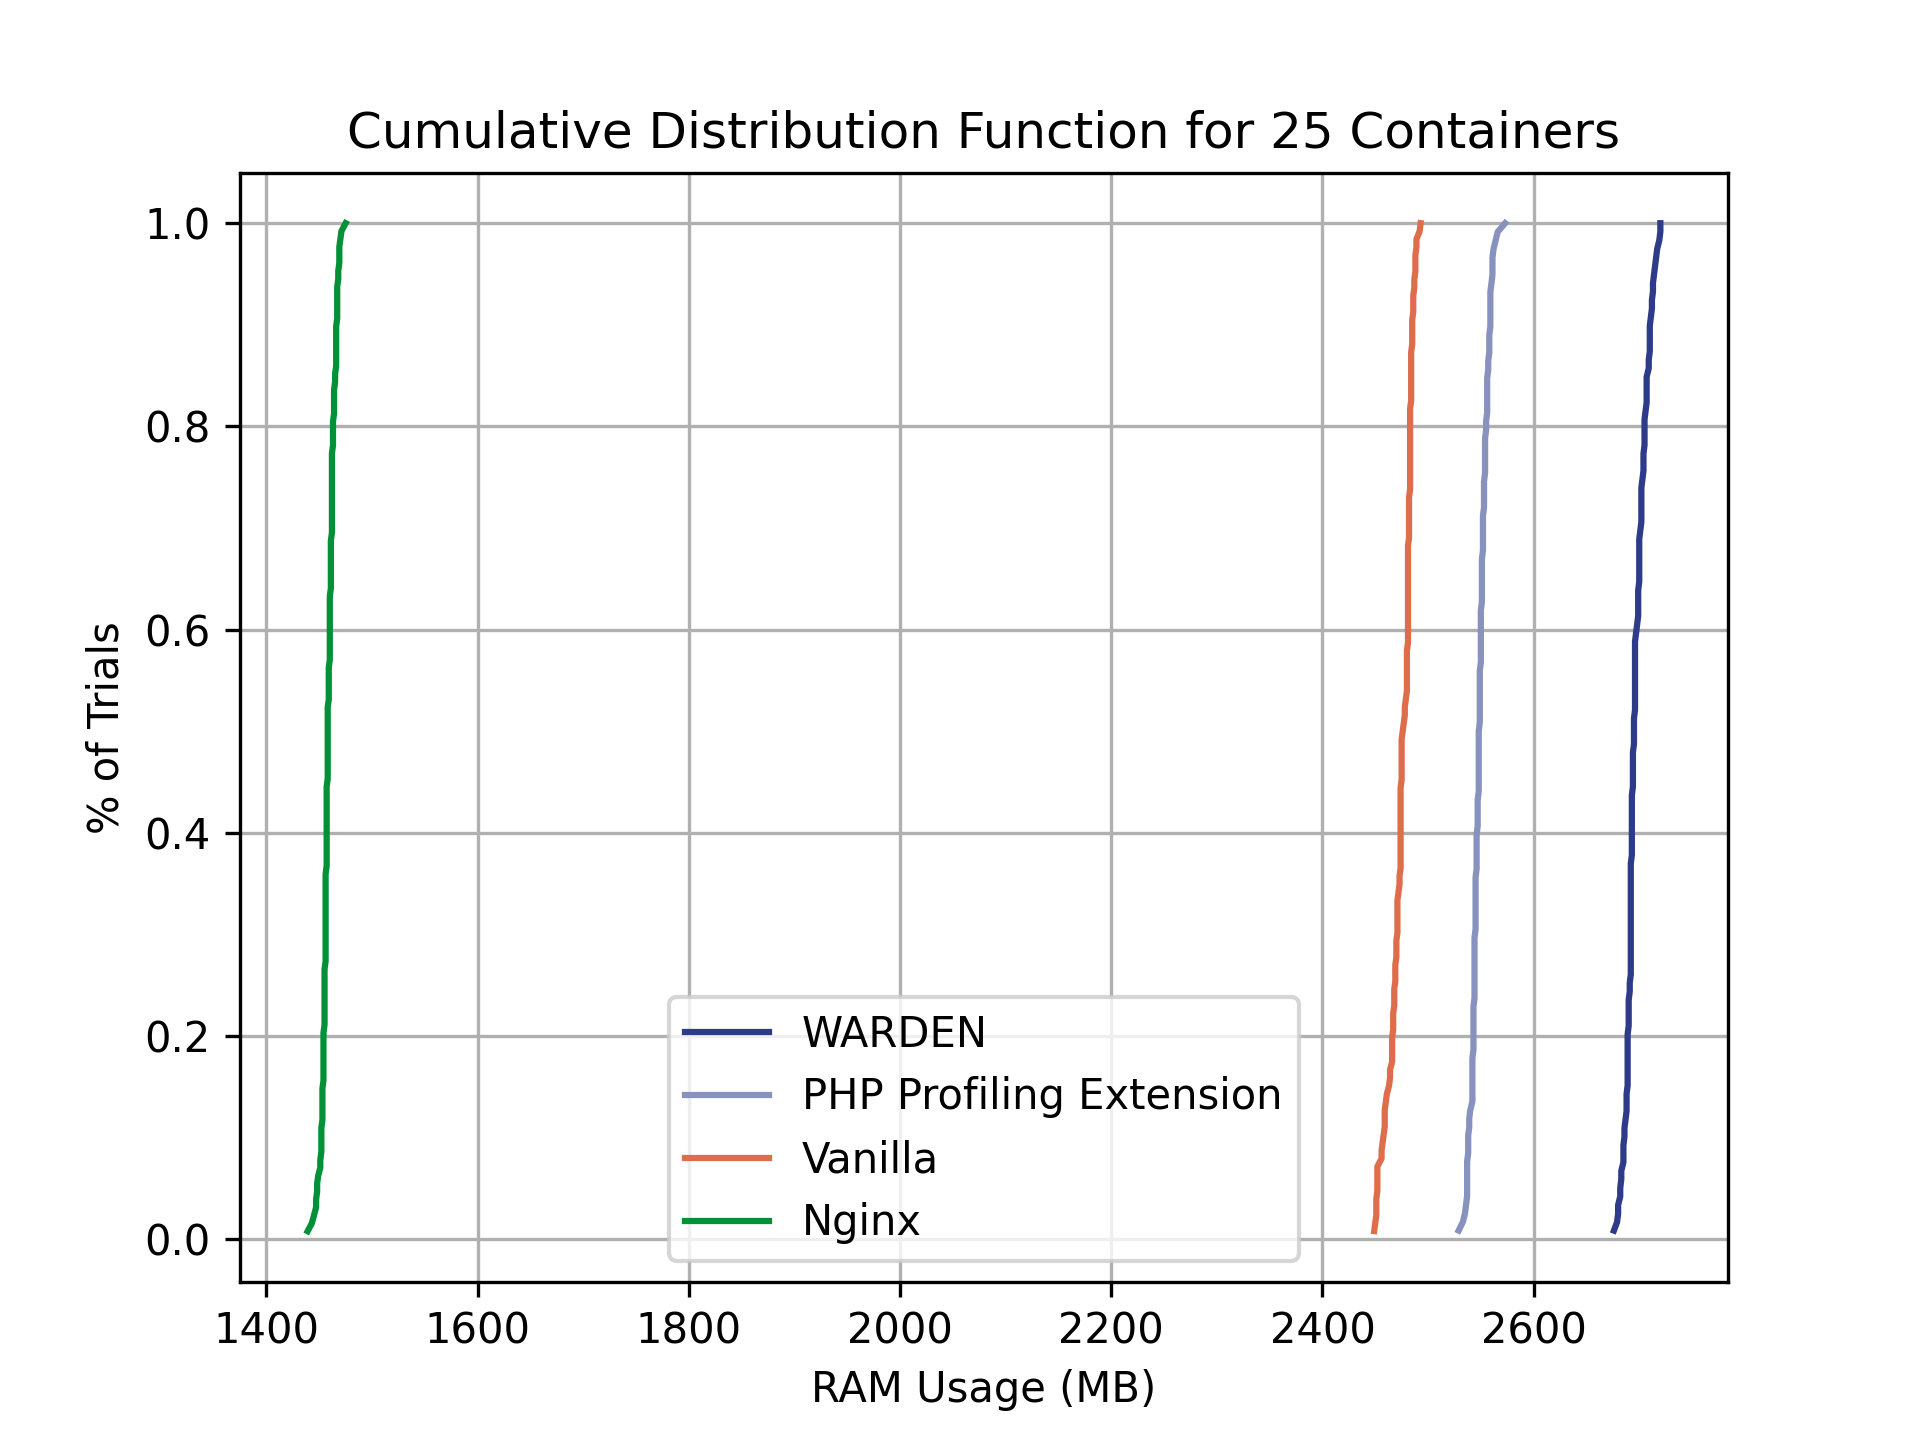 Cumulative Distribution Function for 25 Containers
1.0
0.8
0.6
0.4
0.2
0.0
% of Trials
WARDEN
PHP Profiling Extension
Vanilla
Nginx
1400 1600 1800 2000 2200 2400 2600
RAM Usage (MB)